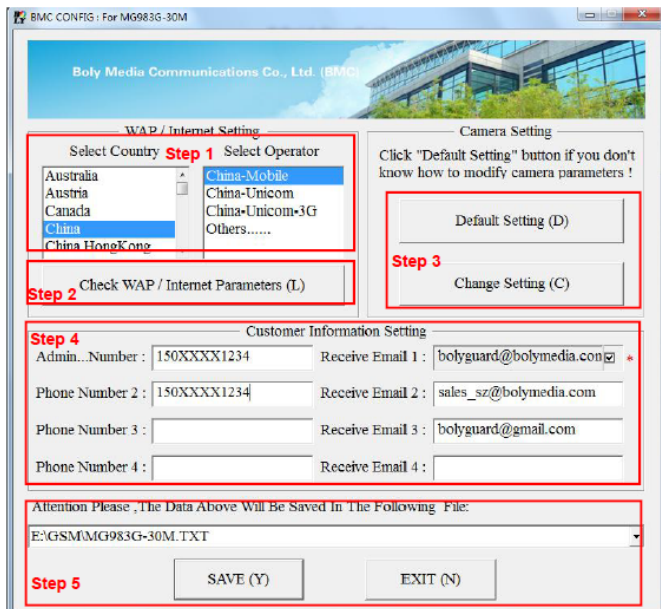 BMC CONFIG : For MG983G-30M
Boly Media Communications Co., Ltd. (BMC)
WAP / Internet Setting
Select Country Step 1 Select Operator
Australia
Austria
Canada
China
China HongKong
China-Mobile
China-Unicom
China-Unicom-3G
Others......
Step 2
Check WAP / Internet Parameters (L)
Camera Setting
Click "Default Setting" button if you don't
know how to modify camera parameters !
Default Setting (D)
Step 3
Change Setting (C)
Customer Information Setting
Step 4
Admin...Number : 150XXXX1234 Receive Email 1 : bolyguard@bolymedia.con *
Phone Number 2 : 150XXXX1234 Receive Email 2 : sales_sz@bolymedia.com
Phone Number 3 : Receive Email 3 : bolyguard@gmail.com
Phone Number 4 : Receive Email 4 :
Attention Please ,The Data Above Will Be Saved In The Following File:
E:\GSM\MG983G-30M.TXT
Step 5 SAVE (Y) EXIT (N)